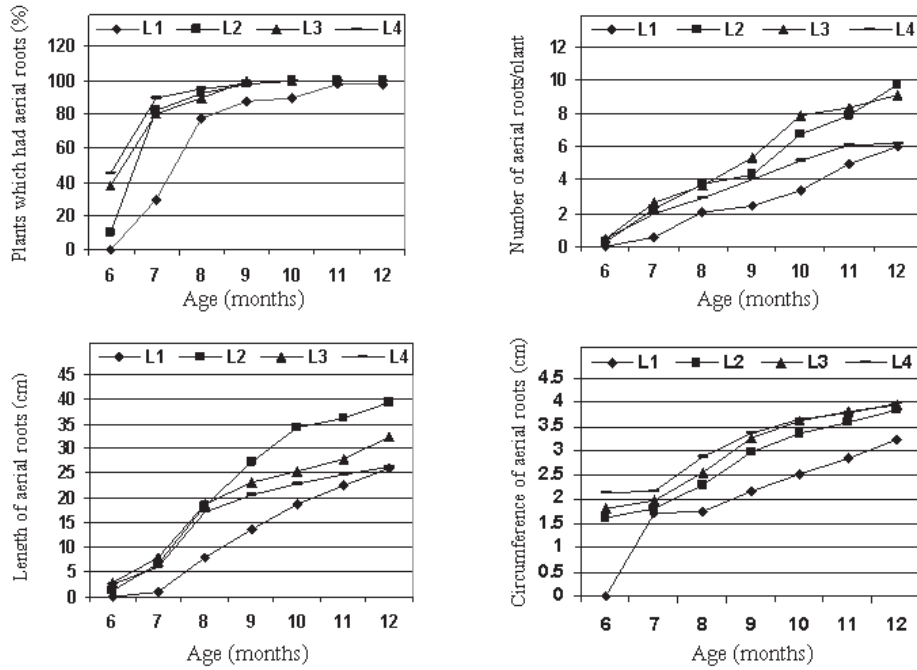 L1 L2 L3 L4
Plants which had aerial roots (%)
120
100
80
60
40
20
0
6 7 8 9 10 11 12
Age (months)
L1 L2 L3 L4
Number of aerial roots/plant
12
10
8
6
4
2
0
6 7 8 9 10 11 12
Age (months)
L1 L2 L3 L4
Length of aerial roots (cm)
45
40
35
30
25
20
15
10
5
0
6 7 8 9 10 11 12
Age (months)
L1 L2 L3 L4
Circumference of aerial roots (cm)
4.5
4
3.5
3
2.5
2
1.5
1
0.5
0
6 7 8 9 10 11 12
Age (months)